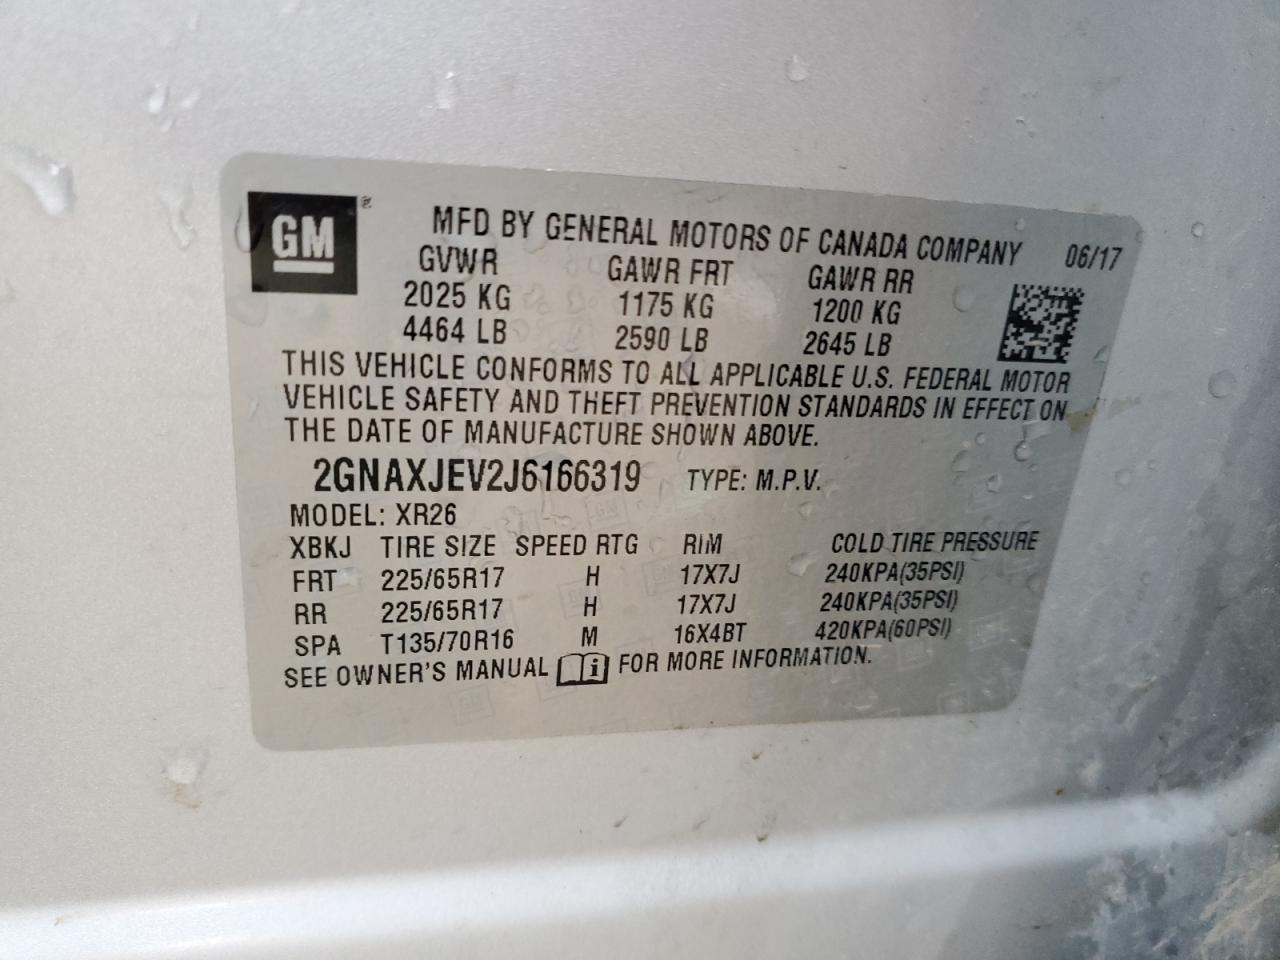 GM ®
MFD BY GENERAL MOTORS OF CANADA COMPANY 06/17
GVWR GAWR FRT GAWR RR
2025 KG 1175 KG 1200 KG
4464 LB 2590 LB 2645 LB
THIS VEHICLE CONFORMS TO ALL APPLICABLE U.S. FEDERAL MOTOR
VEHICLE SAFETY AND THEFT PREVENTION STANDARDS IN EFFECT ON
THE DATE OF MANUFACTURE SHOWN ABOVE.
2GNAXJEV2J6166319 TYPE: M.P.V.
MODEL: XR26
XBKJ TIRE SIZE SPEED RTG RIM COLD TIRE PRESSURE
FRT 225/65R17 H 17X7J 240KPA(35PSI)
RR 225/65R17 H 17X7J 240KPA(35PSI)
SPA T135/70R16 M 16X4BT 420KPA(60PSI)
SEE OWNER'S MANUAL i FOR MORE INFORMATION.